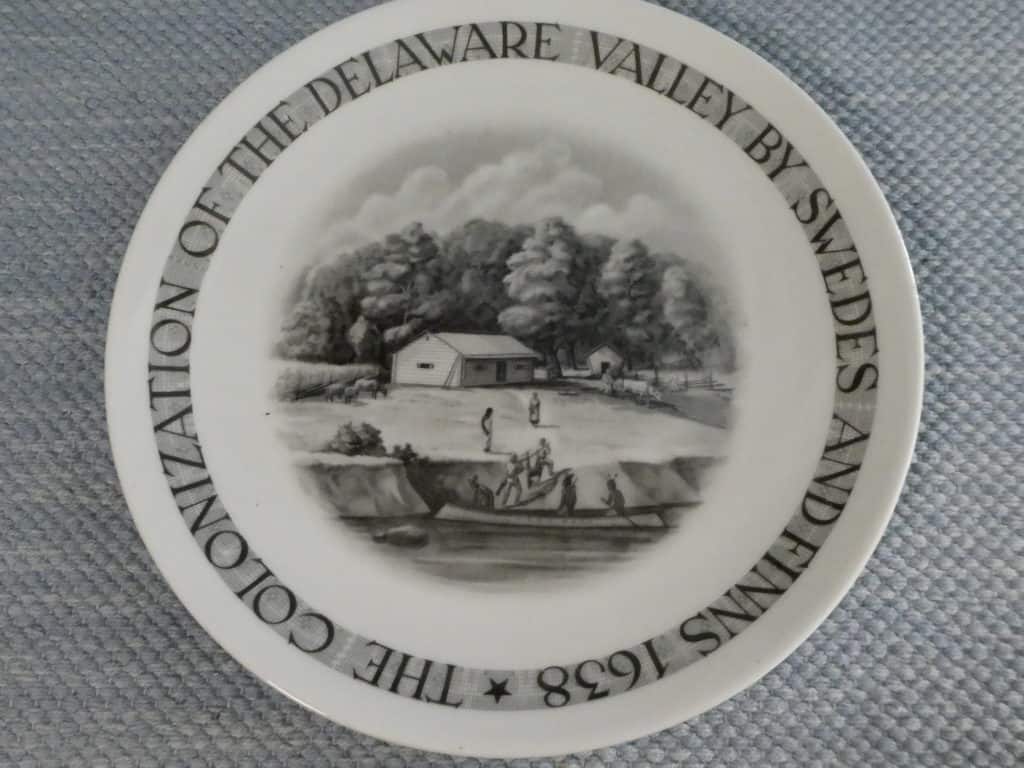 THE COLONIZATION OF THE DELAWARE VALLEY BY SWEDES AND FINNS 1638